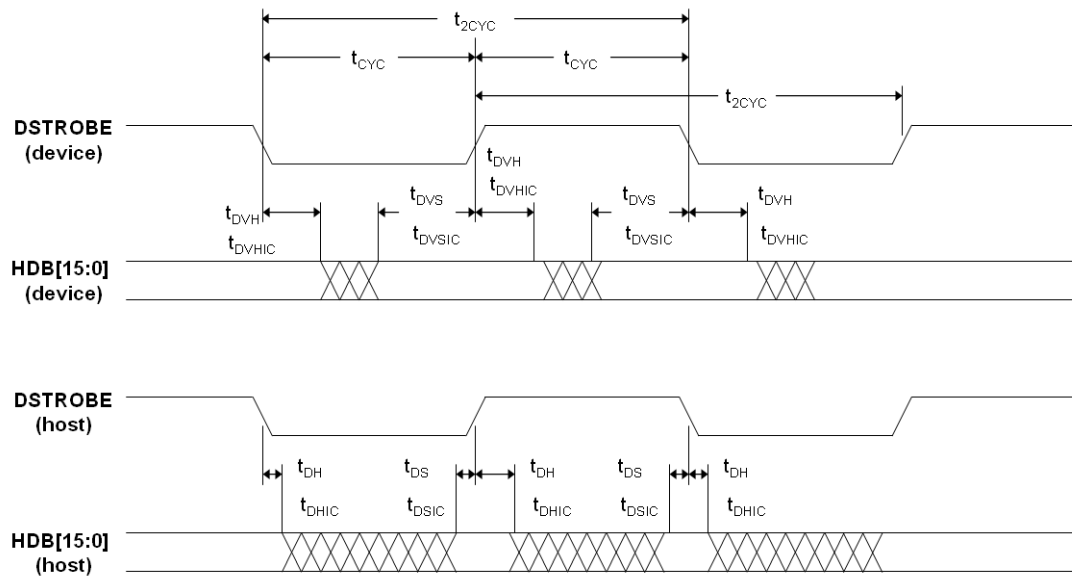 t2CYC
tCYC tCYC
t2CYC
DSTROBE
(device)
tDVH
tDVS tDVHIC tDVS tDVH
tDVH
tDVHIC tDVSIC tDVSIC tDVHIC
HDB[15:0]
(device)
DSTROBE
(host)
tDH tDS tDH tDS tDH
tDHIC tDSIC tDHIC tDSIC tDHIC
HDB[15:0]
(host)